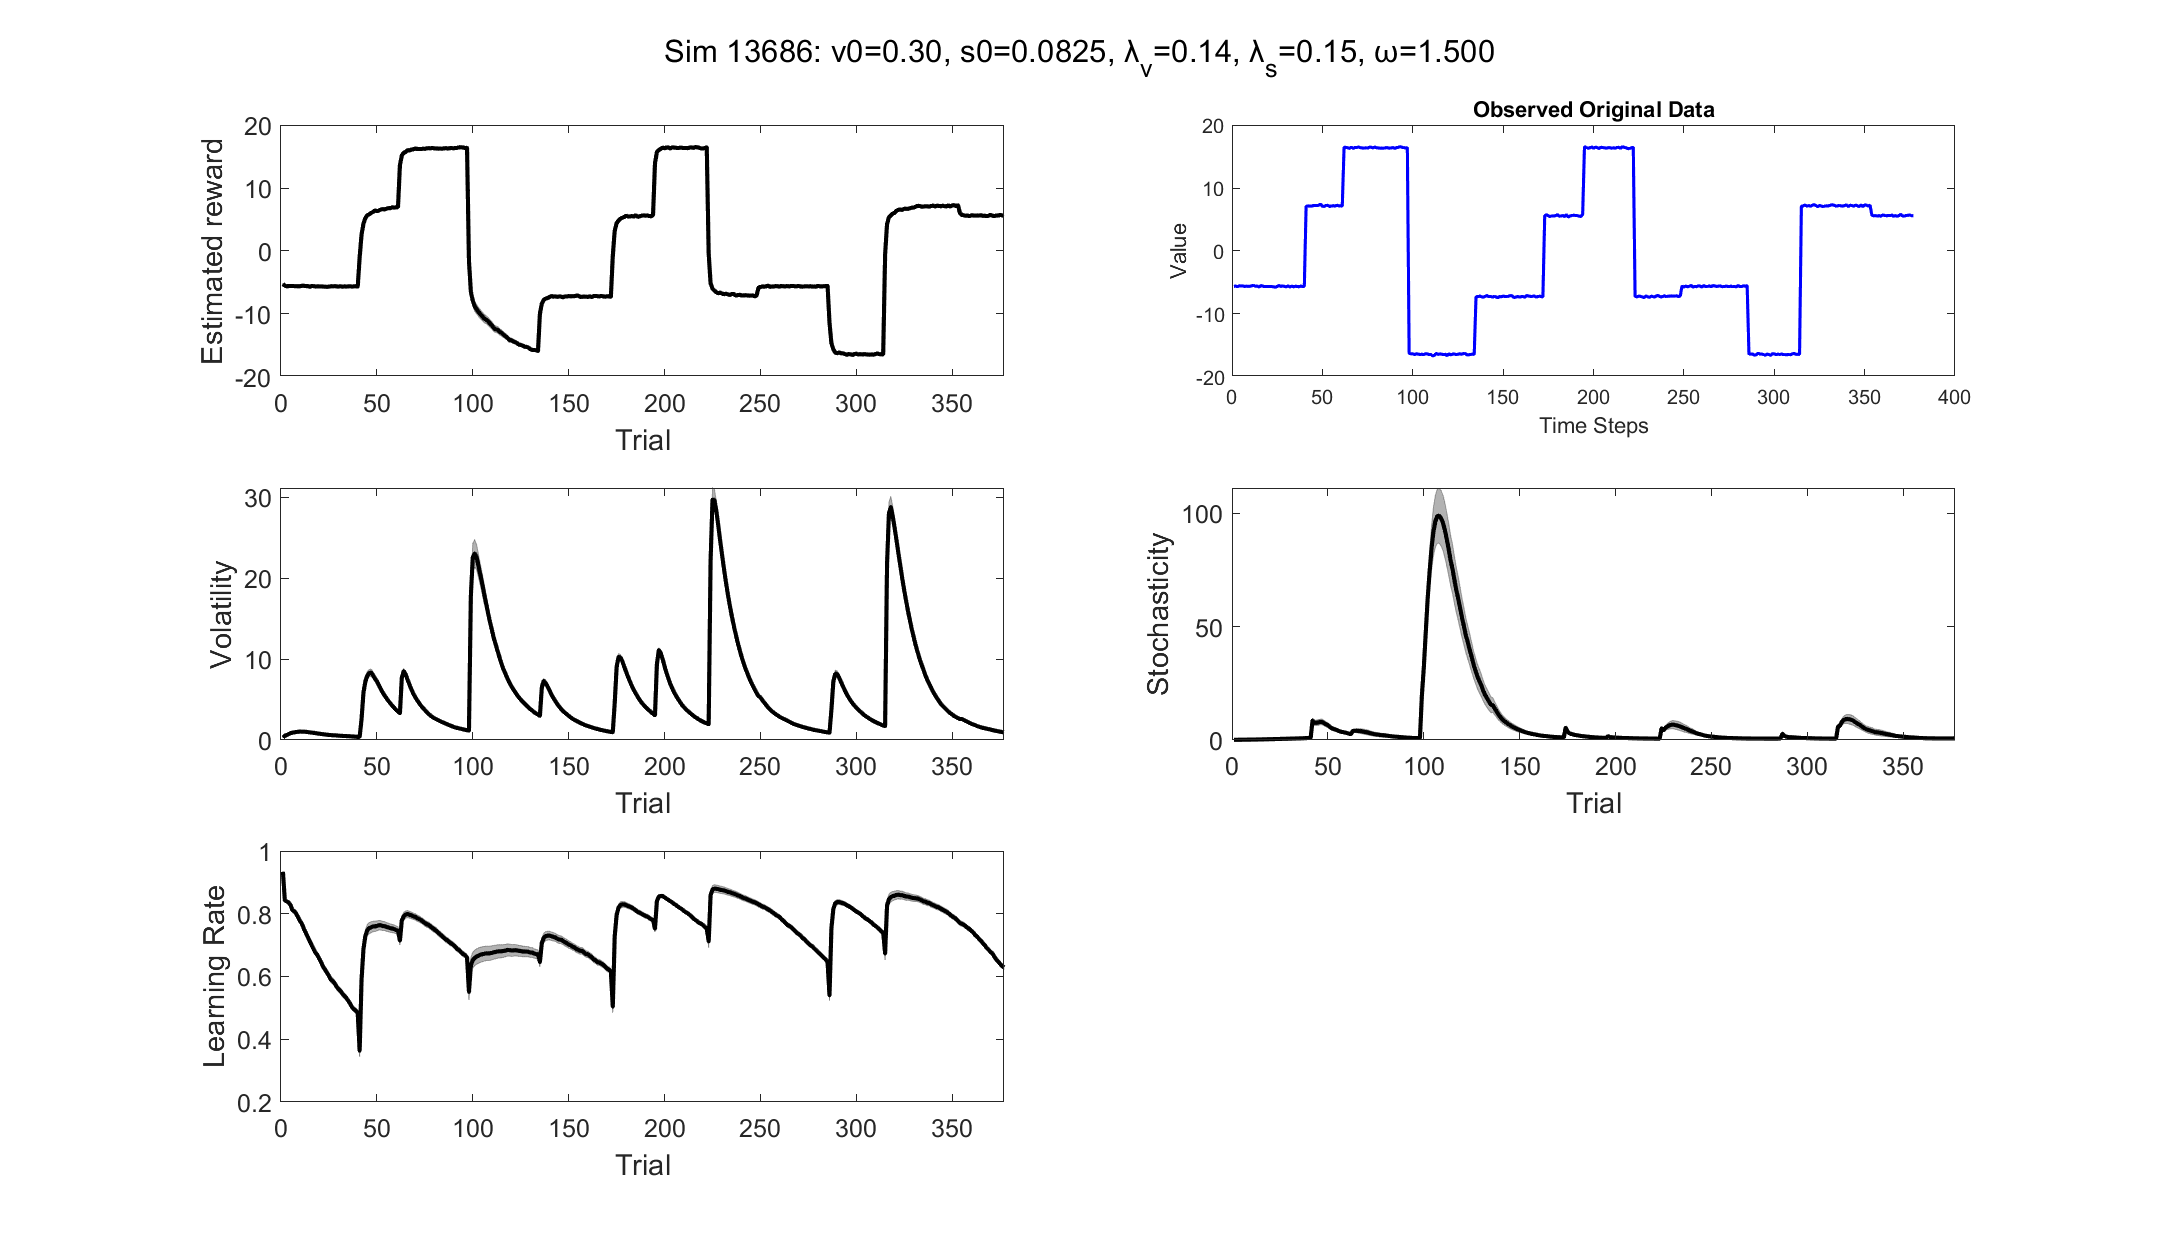 Sim 13686: v0=0.30, s0=0.0825, λv=0.14, λs=0.15, ω=1.500
20
10
0
-10
-20
Estimated reward
0 50 100 150 200 250 300 350
Trial
Observed Original Data
20
10
0
-10
-20
Value
0 50 100 150 200 250 300 350 400
Time Steps
30
20
10
0
Volatility
0 50 100 150 200 250 300 350
Trial
100
50
0
Stochasticity
0 50 100 150 200 250 300 350
Trial
1
0.8
0.6
0.4
0.2
Learning Rate
0 50 100 150 200 250 300 350
Trial